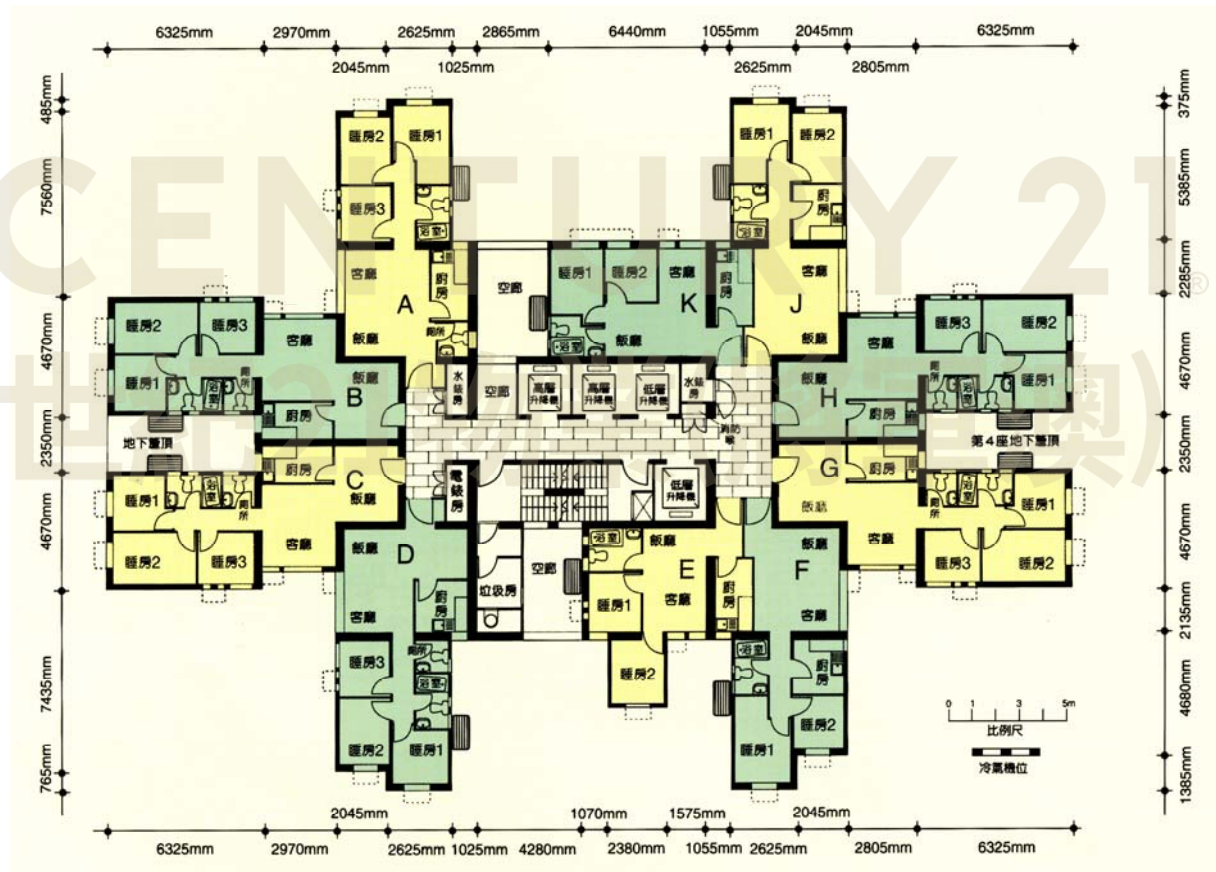 6325mm 2970mm 2625mm 2865mm 6440mm 1055mm 2045mm 6325mm
2045mm 1025mm 2625mm 2805mm
485mm
7560mm
4670mm
2350mm
4670mm
7435mm
765mm
375mm
5385mm
2285mm
4670mm
2350mm
4670mm
2135mm
4680mm
1385mm
CENTURY 21
®
睡房2 睡房1
睡房3
浴室
客廳
廚房
A
飯廳
廁所
睡房1 睡房2
廚房
浴室
客廳
J
飯廳
空廊
睡房1 睡房2 客廳
廚房
K
浴室 飯廳
睡房2 睡房3
客廳
睡房1 浴室 廁所
飯廳
B
廚房
地下簷頂
水錶房
空廊
高層升降機
高層升降機
低層升降機
水錶房
消防喉
睡房3 睡房2
客廳
廁所 浴室 睡房1
飯廳
H
廚房
第4座地下簷頂
廚房
C
飯廳
睡房1 浴室 廁所
客廳
睡房2 睡房3
電錶房
低層升降機
G
廚房
飯廳
廁所 浴室 睡房1
客廳
睡房3 睡房2
飯廳 D
客廳
廚房
睡房3 廁所
浴室
睡房2 睡房1
垃圾房
空廊
浴室 飯廳
E
睡房1 客廳
廚房
睡房2
飯廳
F
客廳
浴室 廚房
睡房1 睡房2
0 1 3 5m
比例尺
冷氣機位
2045mm 1070mm 1575mm 2045mm
6325mm 2970mm 2625mm 1025mm 4280mm 2380mm 1055mm 2625mm 2805mm 6325mm